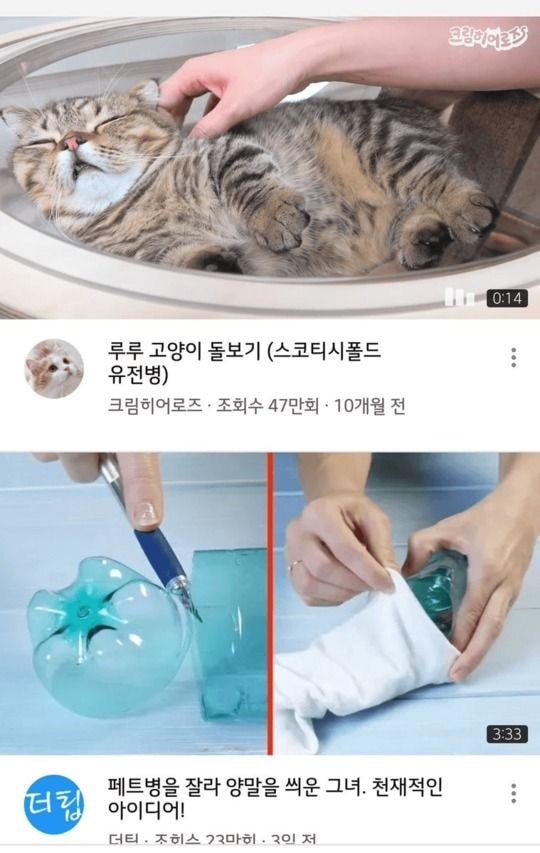 크림히어로즈
0:14
루루 고양이 돌보기 (스코티시폴드
유전병)
크림히어로즈 · 조회수 47만회 · 10개월 전
3:33
더팁
페트병을 잘라 양말을 씌운 그녀. 천재적인
아이디어!
더팁 · 조회수 23만회 · 3일 전